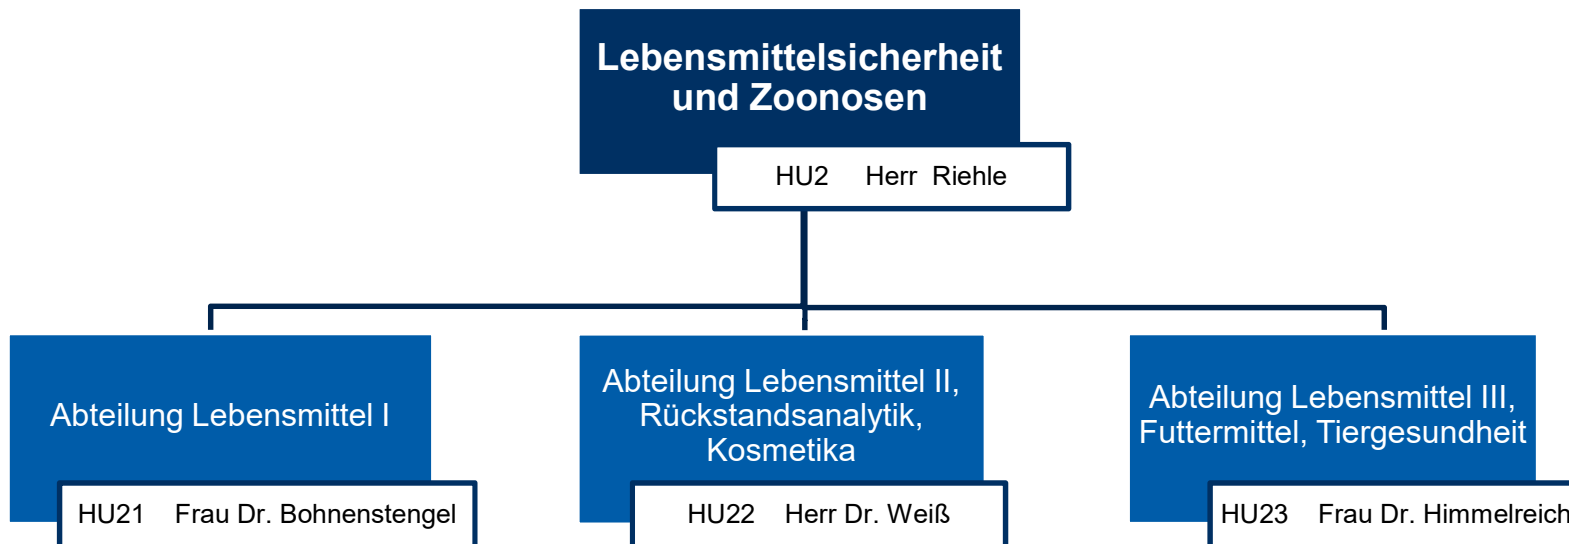 Lebensmittelsicherheit
und Zoonosen
HU2 Herr Riehle
Abteilung Lebensmittel I
HU21 Frau Dr. Bohnenstengel
Abteilung Lebensmittel II,
Rückstandsanalytik,
Kosmetika
HU22 Herr Dr. Weiß
Abteilung Lebensmittel III,
Futtermittel, Tiergesundheit
HU23 Frau Dr. Himmelreich